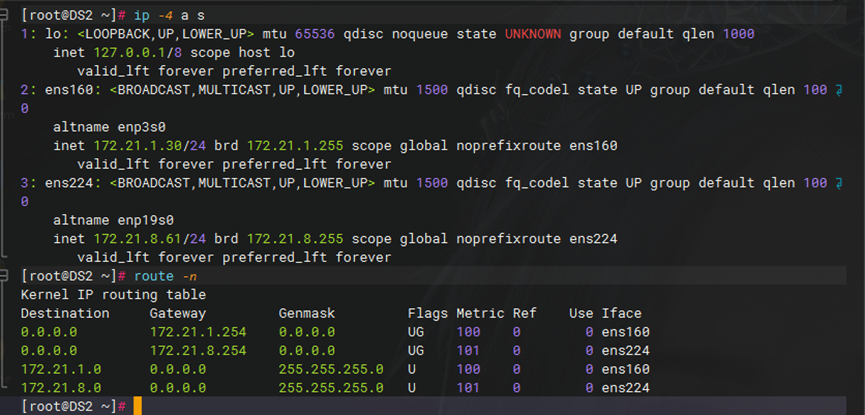 [root@DS2 ~]# ip -4 a s
1: lo: <LOOPBACK,UP,LOWER_UP> mtu 65536 qdisc noqueue state UNKNOWN group default qlen 1000
    inet 127.0.0.1/8 scope host lo
       valid_lft forever preferred_lft forever
2: ens160: <BROADCAST,MULTICAST,UP,LOWER_UP> mtu 1500 qdisc fq_codel state UP group default qlen 100
0
    altname enp3s0
    inet 172.21.1.30/24 brd 172.21.1.255 scope global noprefixroute ens160
       valid_lft forever preferred_lft forever
3: ens224: <BROADCAST,MULTICAST,UP,LOWER_UP> mtu 1500 qdisc fq_codel state UP group default qlen 100
0
    altname enp19s0
    inet 172.21.8.61/24 brd 172.21.8.255 scope global noprefixroute ens224
       valid_lft forever preferred_lft forever
[root@DS2 ~]# route -n
Kernel IP routing table
Destination     Gateway         Genmask         Flags Metric Ref    Use Iface
0.0.0.0         172.21.1.254    0.0.0.0         UG    100    0        0 ens160
0.0.0.0         172.21.8.254    0.0.0.0         UG    101    0        0 ens224
172.21.1.0      0.0.0.0         255.255.255.0   U     100    0        0 ens160
172.21.8.0      0.0.0.0         255.255.255.0   U     101    0        0 ens224
[root@DS2 ~]#